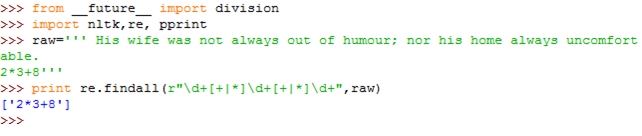 >>> from __future__ import division
>>> import nltk,re, pprint
>>> raw=''' His wife was not always out of humour; nor his home always uncomfort
able.
2*3+8'''
>>> print re.findall(r"\d+[+|*]\d+[+|*]\d+",raw)
['2*3+8']
>>>